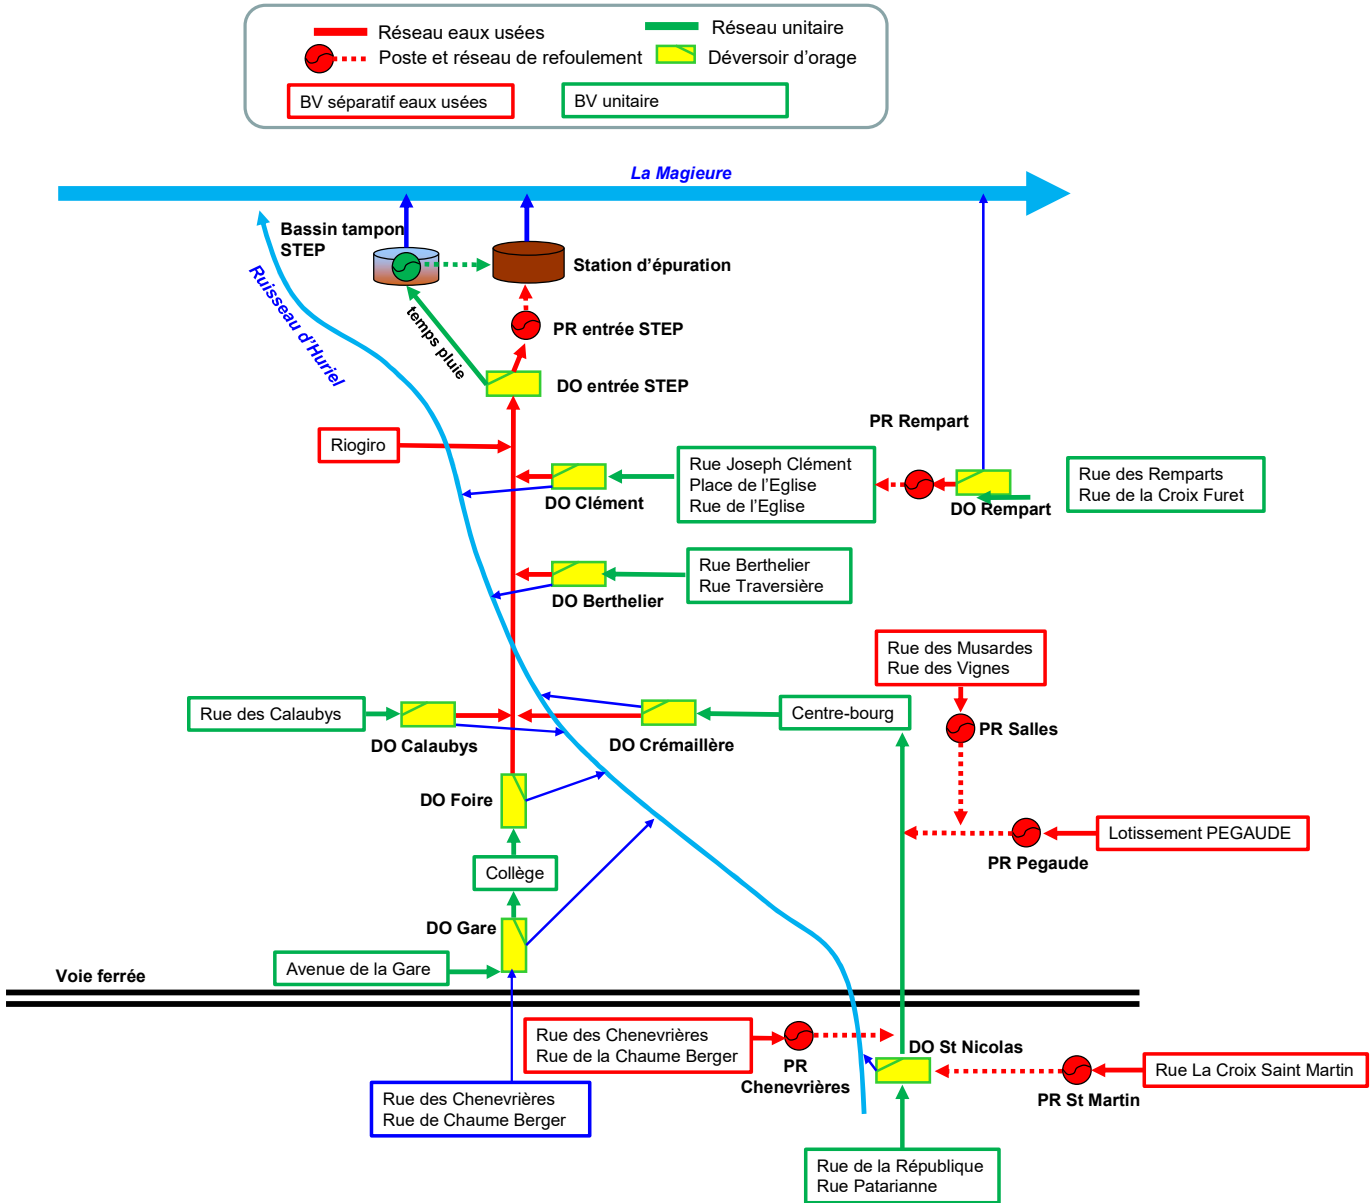 Réseau eaux usées
Réseau unitaire
Poste et réseau de refoulement
Déversoir d'orage
BV séparatif eaux usées
BV unitaire
La Magieure
Bassin tampon
STEP
Station d'épuration
Ruisseau d'Huriel
temps pluie
PR entrée STEP
DO entrée STEP
PR Rempart
Riogiro
Rue Joseph Clément
Place de l'Eglise
Rue de l'Eglise
Rue des Remparts
Rue de la Croix Furet
DO Clément
DO Rempart
Rue Berthelier
Rue Traversière
DO Berthelier
Rue des Musardes
Rue des Vignes
Rue des Calaubys
Centre-bourg
PR Salles
DO Calaubys
DO Crémaillère
DO Foire
Lotissement PEGAUDE
PR Pegaude
Collège
DO Gare
Avenue de la Gare
Voie ferrée
Rue des Chenevrières
Rue de la Chaume Berger
PR
Chenevrières
DO St Nicolas
Rue La Croix Saint Martin
PR St Martin
Rue des Chenevrières
Rue de Chaume Berger
Rue de la République
Rue Patarianne